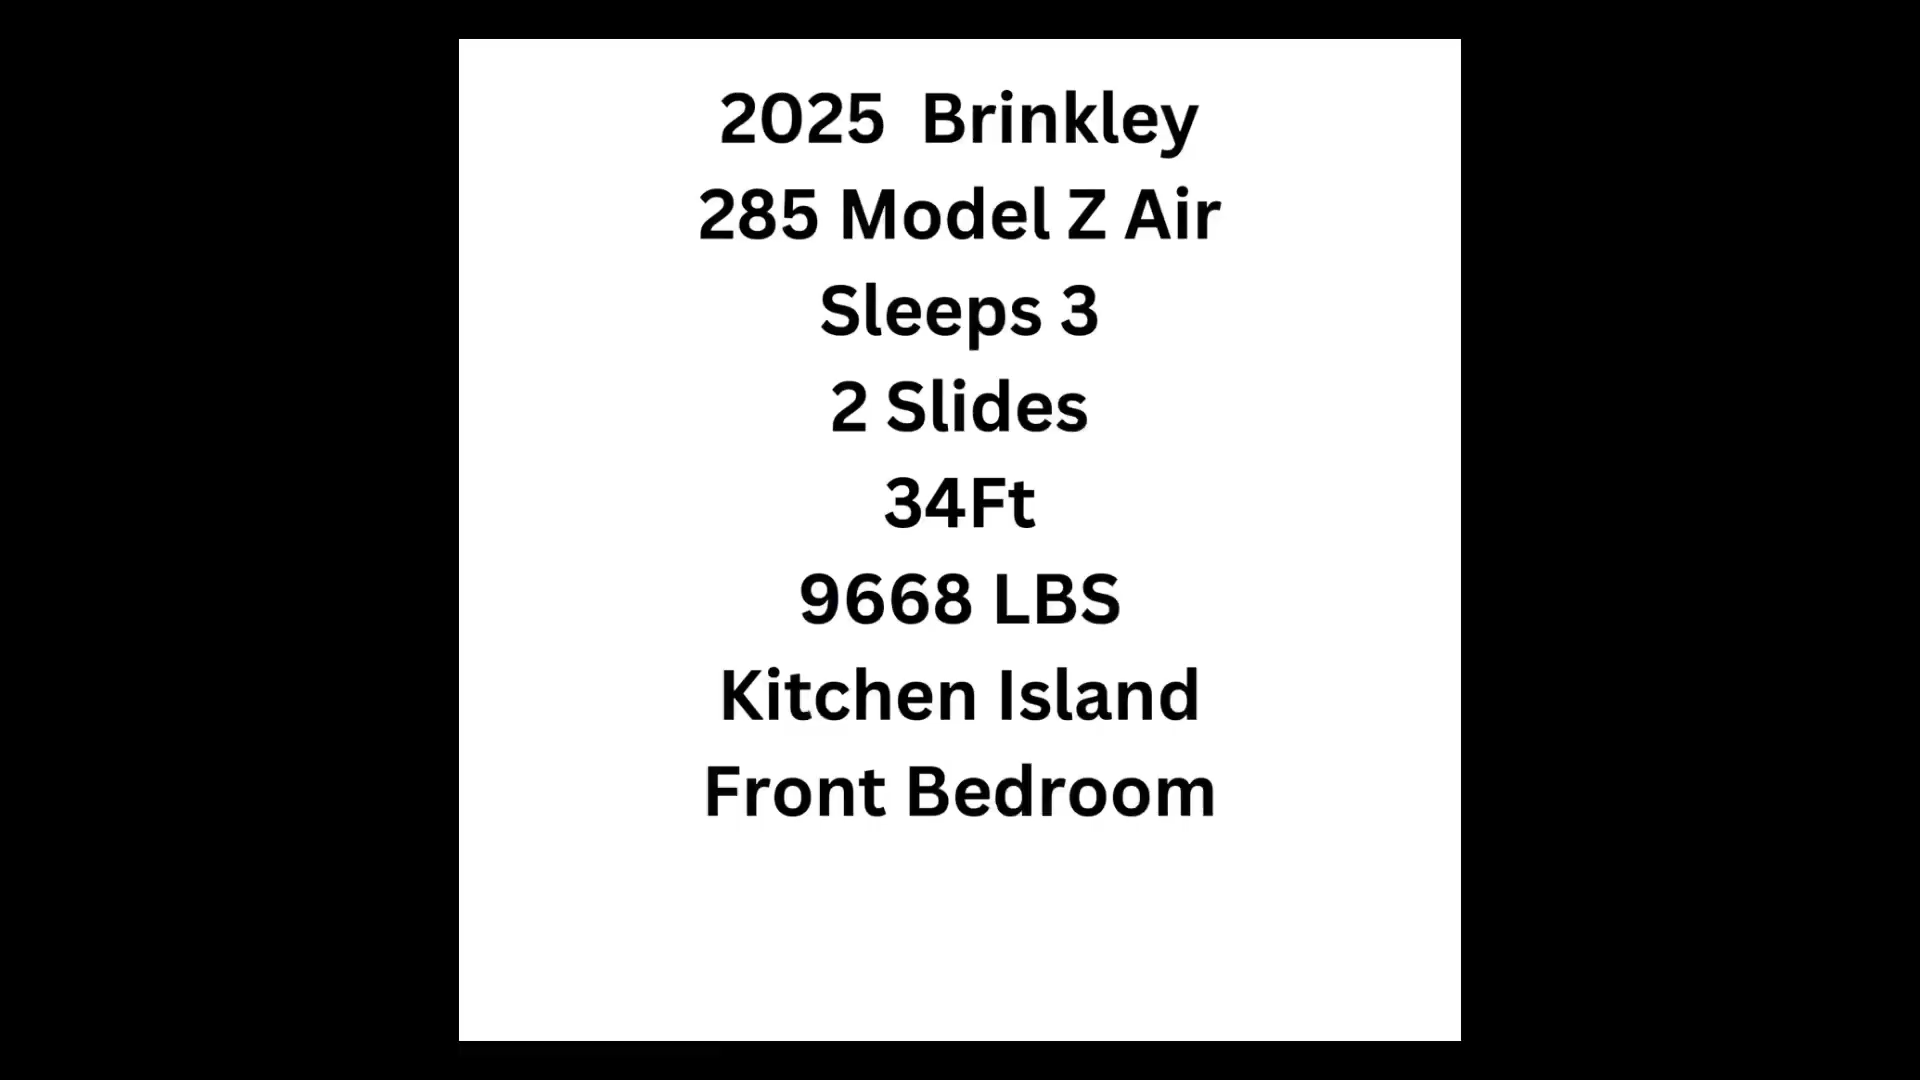 2025 Brinkley
285 Model Z Air
Sleeps 3
2 Slides
34Ft
9668 LBS
Kitchen Island
Front Bedroom